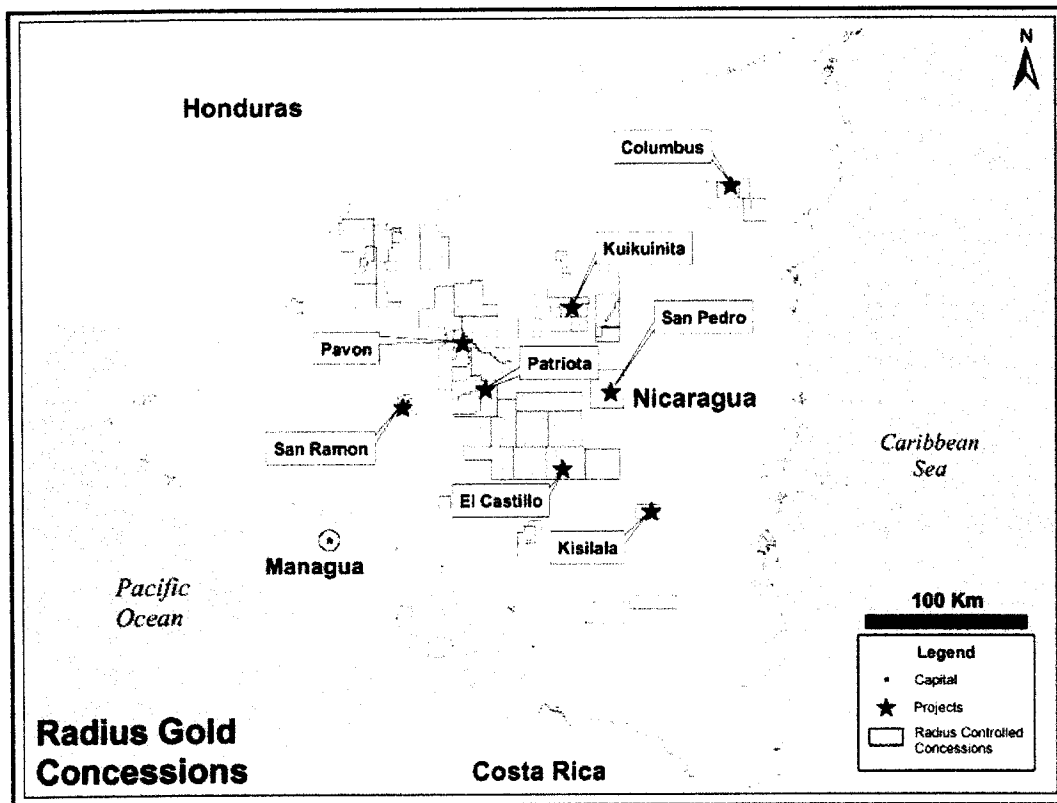 N
Honduras
Columbus
Kuikuinita
San Pedro
Pavon
Patriota
Nicaragua
San Ramon
Caribbean
Sea
El Castillo
Kisilala
Managua
Pacific
Ocean
100 Km
Legend
Capital
Projects
Radius Controlled
Concessions
Radius Gold
Concessions
Costa Rica